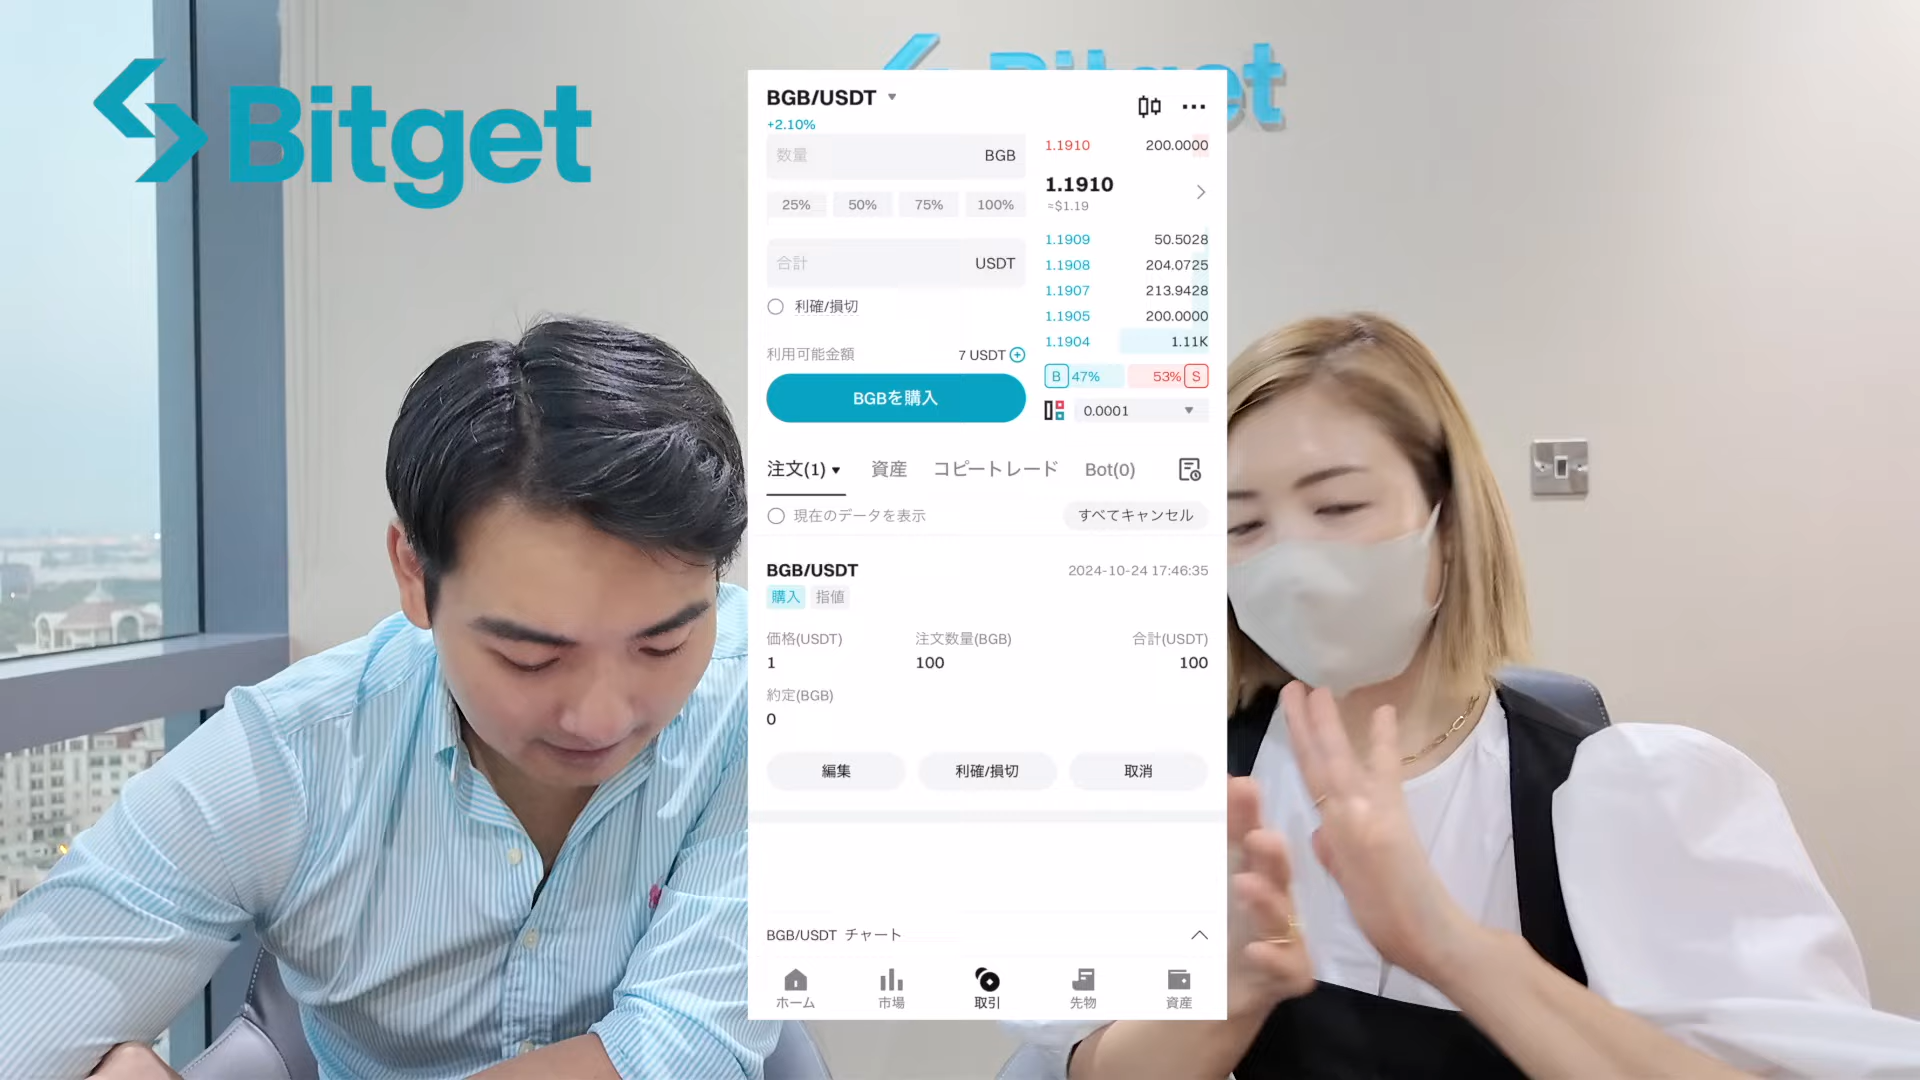 Bitget
Bitget
BGB/USDT
+2.10%
数量 BGB
25% 50% 75% 100%
合計 USDT
利確/損切
利用可能金額 7 USDT
BGBを購入
1.1910 200.0000
1.1910
≈$1.19
1.1909 50.5028
1.1908 204.0725
1.1907 213.9428
1.1905 200.0000
1.1904 1.11K
B 47% 53% S
0.0001
注文(1) 資産 コピートレード Bot(0)
現在のデータを表示 すべてキャンセル
BGB/USDT 2024-10-24 17:46:35
購入 指値
価格(USDT) 注文数量(BGB) 合計(USDT)
1 100 100
約定(BGB)
0
編集 利確/損切 取消
BGB/USDT チャート
ホーム 市場 取引 先物 資産